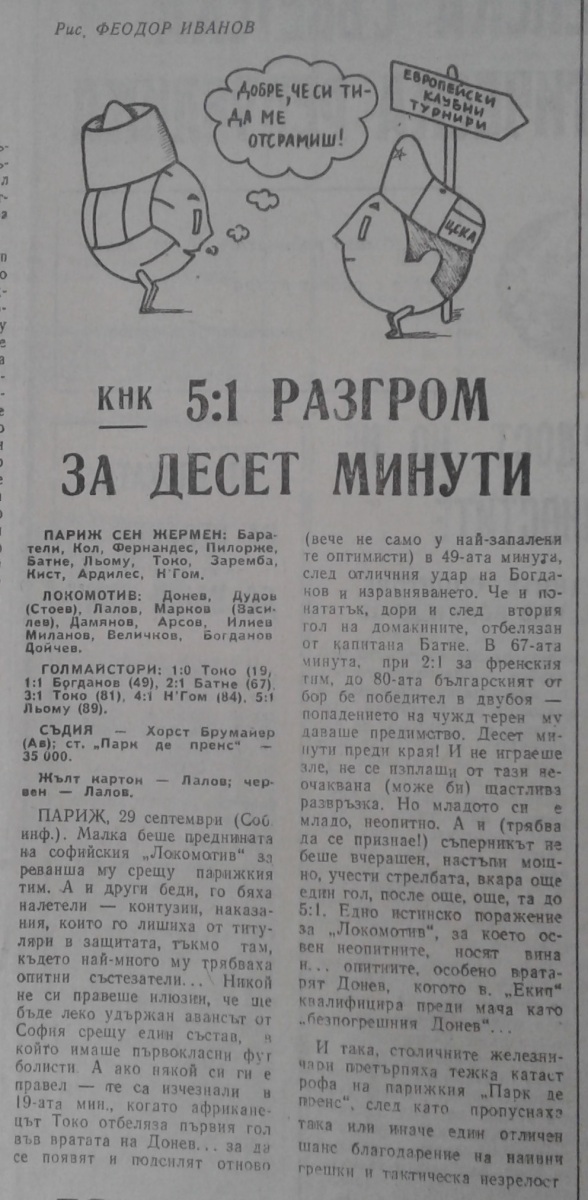 Рис. ФЕОДОР ИВАНОВ
ДОБРЕ, ЧЕ СИ ТИ-
ДА МЕ
ОТСРАМИШ!
ЕВРОПЕЙСКИ
КЛУБНИ
ТУРНИРИ
ЦСКА
КНК 5:1 РАЗГРОМ
ЗА ДЕСЕТ МИНУТИ
ПАРИЖ СЕН ЖЕРМЕН: Бара-
тели, Кол, Фернандес, Пилорже,
Батне, Льому, Токо, Заремба,
Кист, Ардилес, Н'Гом.
ЛОКОМОТИВ: Донев, Дудов
(Стоев), Лалов, Марков (Васи-
лев), Дамянов, Арсов, Илиев
Миланов, Величков, Богданов
Дойчев.
ГОЛМАЙСТОРИ: 1:0 Токо (19,
1:1 Богданов (49), 2:1 Батне (67)
3:1 Токо (81), 4:1 Н'Гом (84). 5:1
Льому (89).
СЪДИЯ — Хорст Брумайер
(Ав); ст. „Парк де пренс" —
35 000.
Жълт картон — Лалов; чер-
вен — Лалов.
ПАРИЖ, 29 септември (Соб.
инф.). Малка беше преднината
на софийския „Локомотив" за
реванша му срещу парижкия
тим. А и други беди, го бяха
налетели — контузии, наказа-
ния, които го лишиха от титу-
ляри в защитата, тъкмо там,
където най-много му трябваха
опитни състезатели... Никой
не си правеше илюзии, че ще
бъде леко удържан авансът от
София срещу един състав, в
който имаше първокласни фут
болисти. А ако някой си ги е
правел — те са изчезнали в
19-ата мин., когато африкане-
цът Токо отбеляза първия гол
във вратата на Донев... за да
се появят и подсилят отново
(вече не само у най-запалени
те оптимисти) в 49-ата минута,
след отличния удар на Богда-
нов и изравняването. Че и по-
нататък, дори и след втория
гол на домакините, отбелязан
от капитана Батне. В 67-ата
минута, при 2:1 за френския
тим, до 80-ата българският от
бор бе победител в двубоя —
попадението на чужд терен му
даваше предимство. Десет ми-
нути преди края! И не играеше
зле, не се изплаши от тази не-
очаквана (може би) щастлива
развръзка. Но младото си е
младо, неопитно. А и (трябва
да се признае!) съперникът не
беше вчерашен, настъпи мощ-
но, учести стрелбата, вкара още
един гол, после още, още, та до
5:1. Едно истинско поражение
за „Локомотив", за което ос-
вен неопитните, носят вина
и... опитните, особено врата-
рят Донев, когото в „Екип"
квалифицира преди мача като
„безпогрешния Донев"...
И така, столичните железни-
чари претърпяха тежка катаст
рофа на парижкия „Парк де
пренс", след като пропуснаха
така или иначе един отличен
шанс благодарение на наивни
грешки и тактическа незрелост